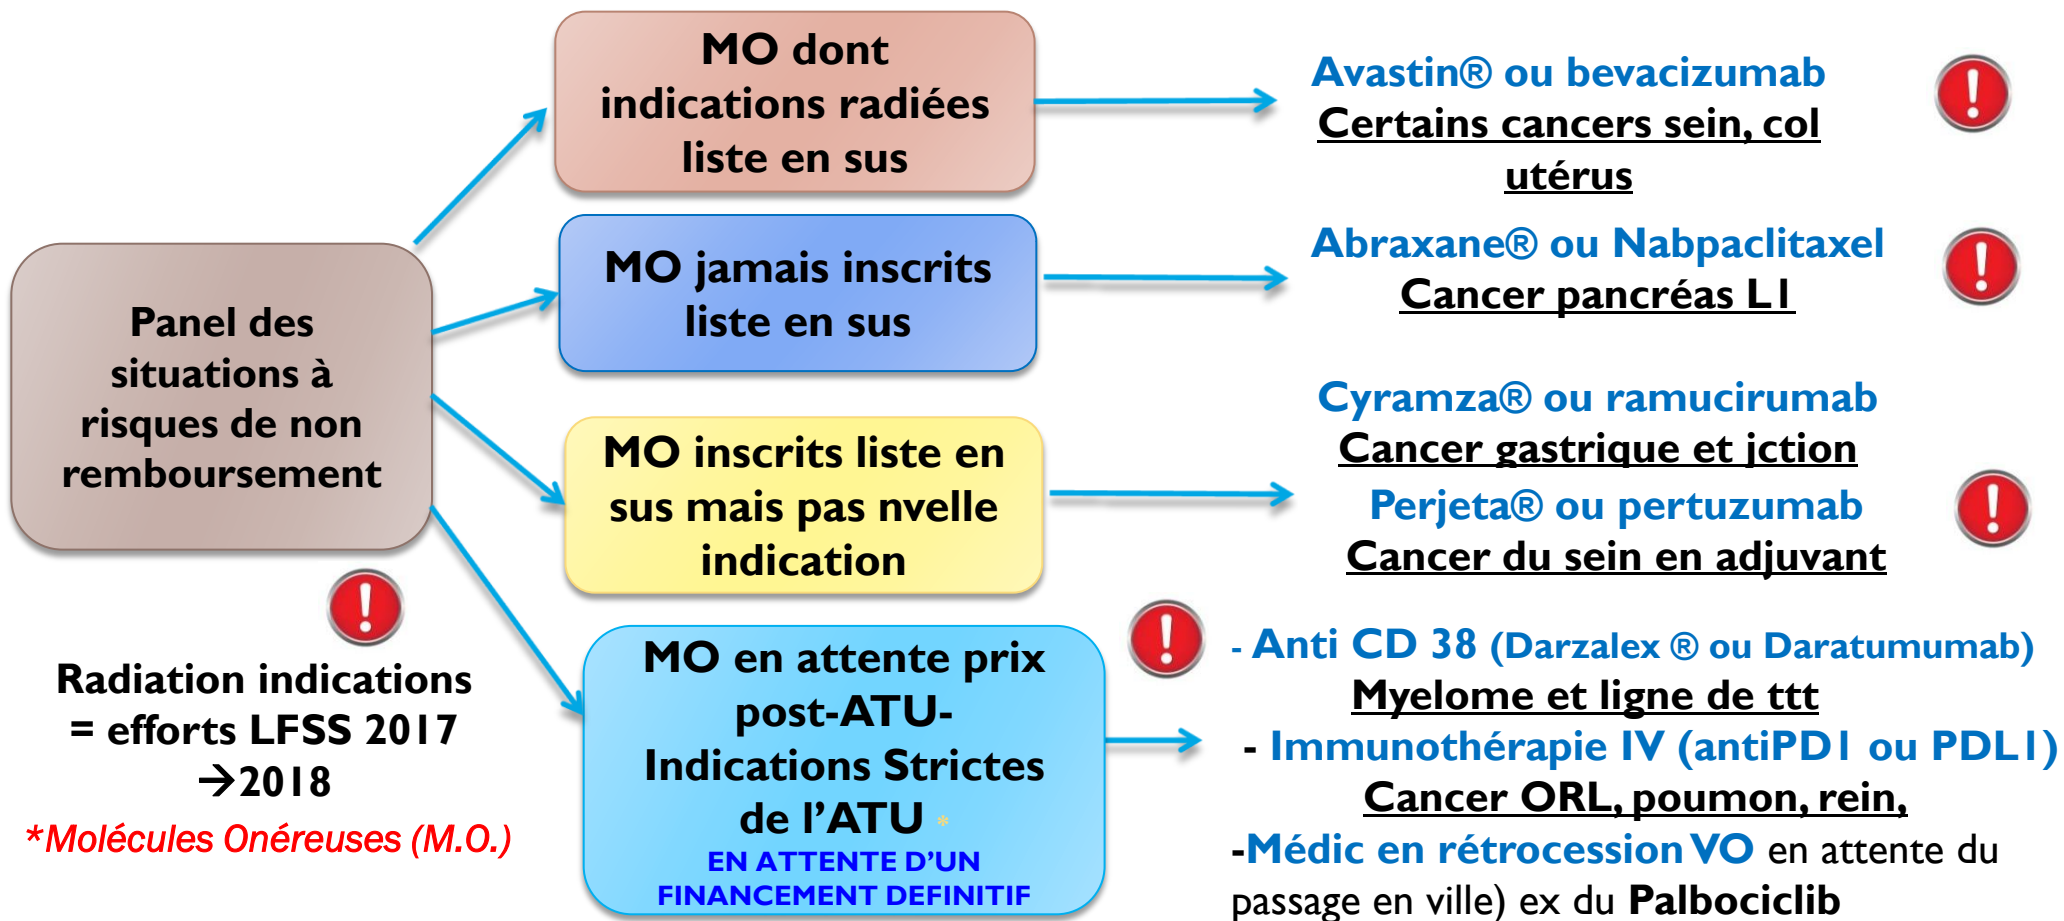 Panel des
situations à
risques de non
remboursement
Radiation indications
= efforts LFSS 2017
→2018
*Molécules Onéreuses (M.O.)
MO dont
indications radiées
liste en sus
Avastin® ou bevacizumab
Certains cancers sein, col
utérus
MO jamais inscrits
liste en sus
Abraxane® ou Nabpaclitaxel
Cancer pancréas L1
MO inscrits liste en
sus mais pas nvelle
indication
Cyramza® ou ramucirumab
Cancer gastrique et jction
Perjeta® ou pertuzumab
Cancer du sein en adjuvant
MO en attente prix
post-ATU-
Indications Strictes
de l’ATU *
EN ATTENTE D’UN
FINANCEMENT DEFINITIF
- Anti CD 38 (Darzalex ® ou Daratumumab)
Myelome et ligne de ttt
- Immunothérapie IV (antiPD1 ou PDL1)
Cancer ORL, poumon, rein,
-Médic en rétrocession VO en attente du
passage en ville) ex du Palbociclib